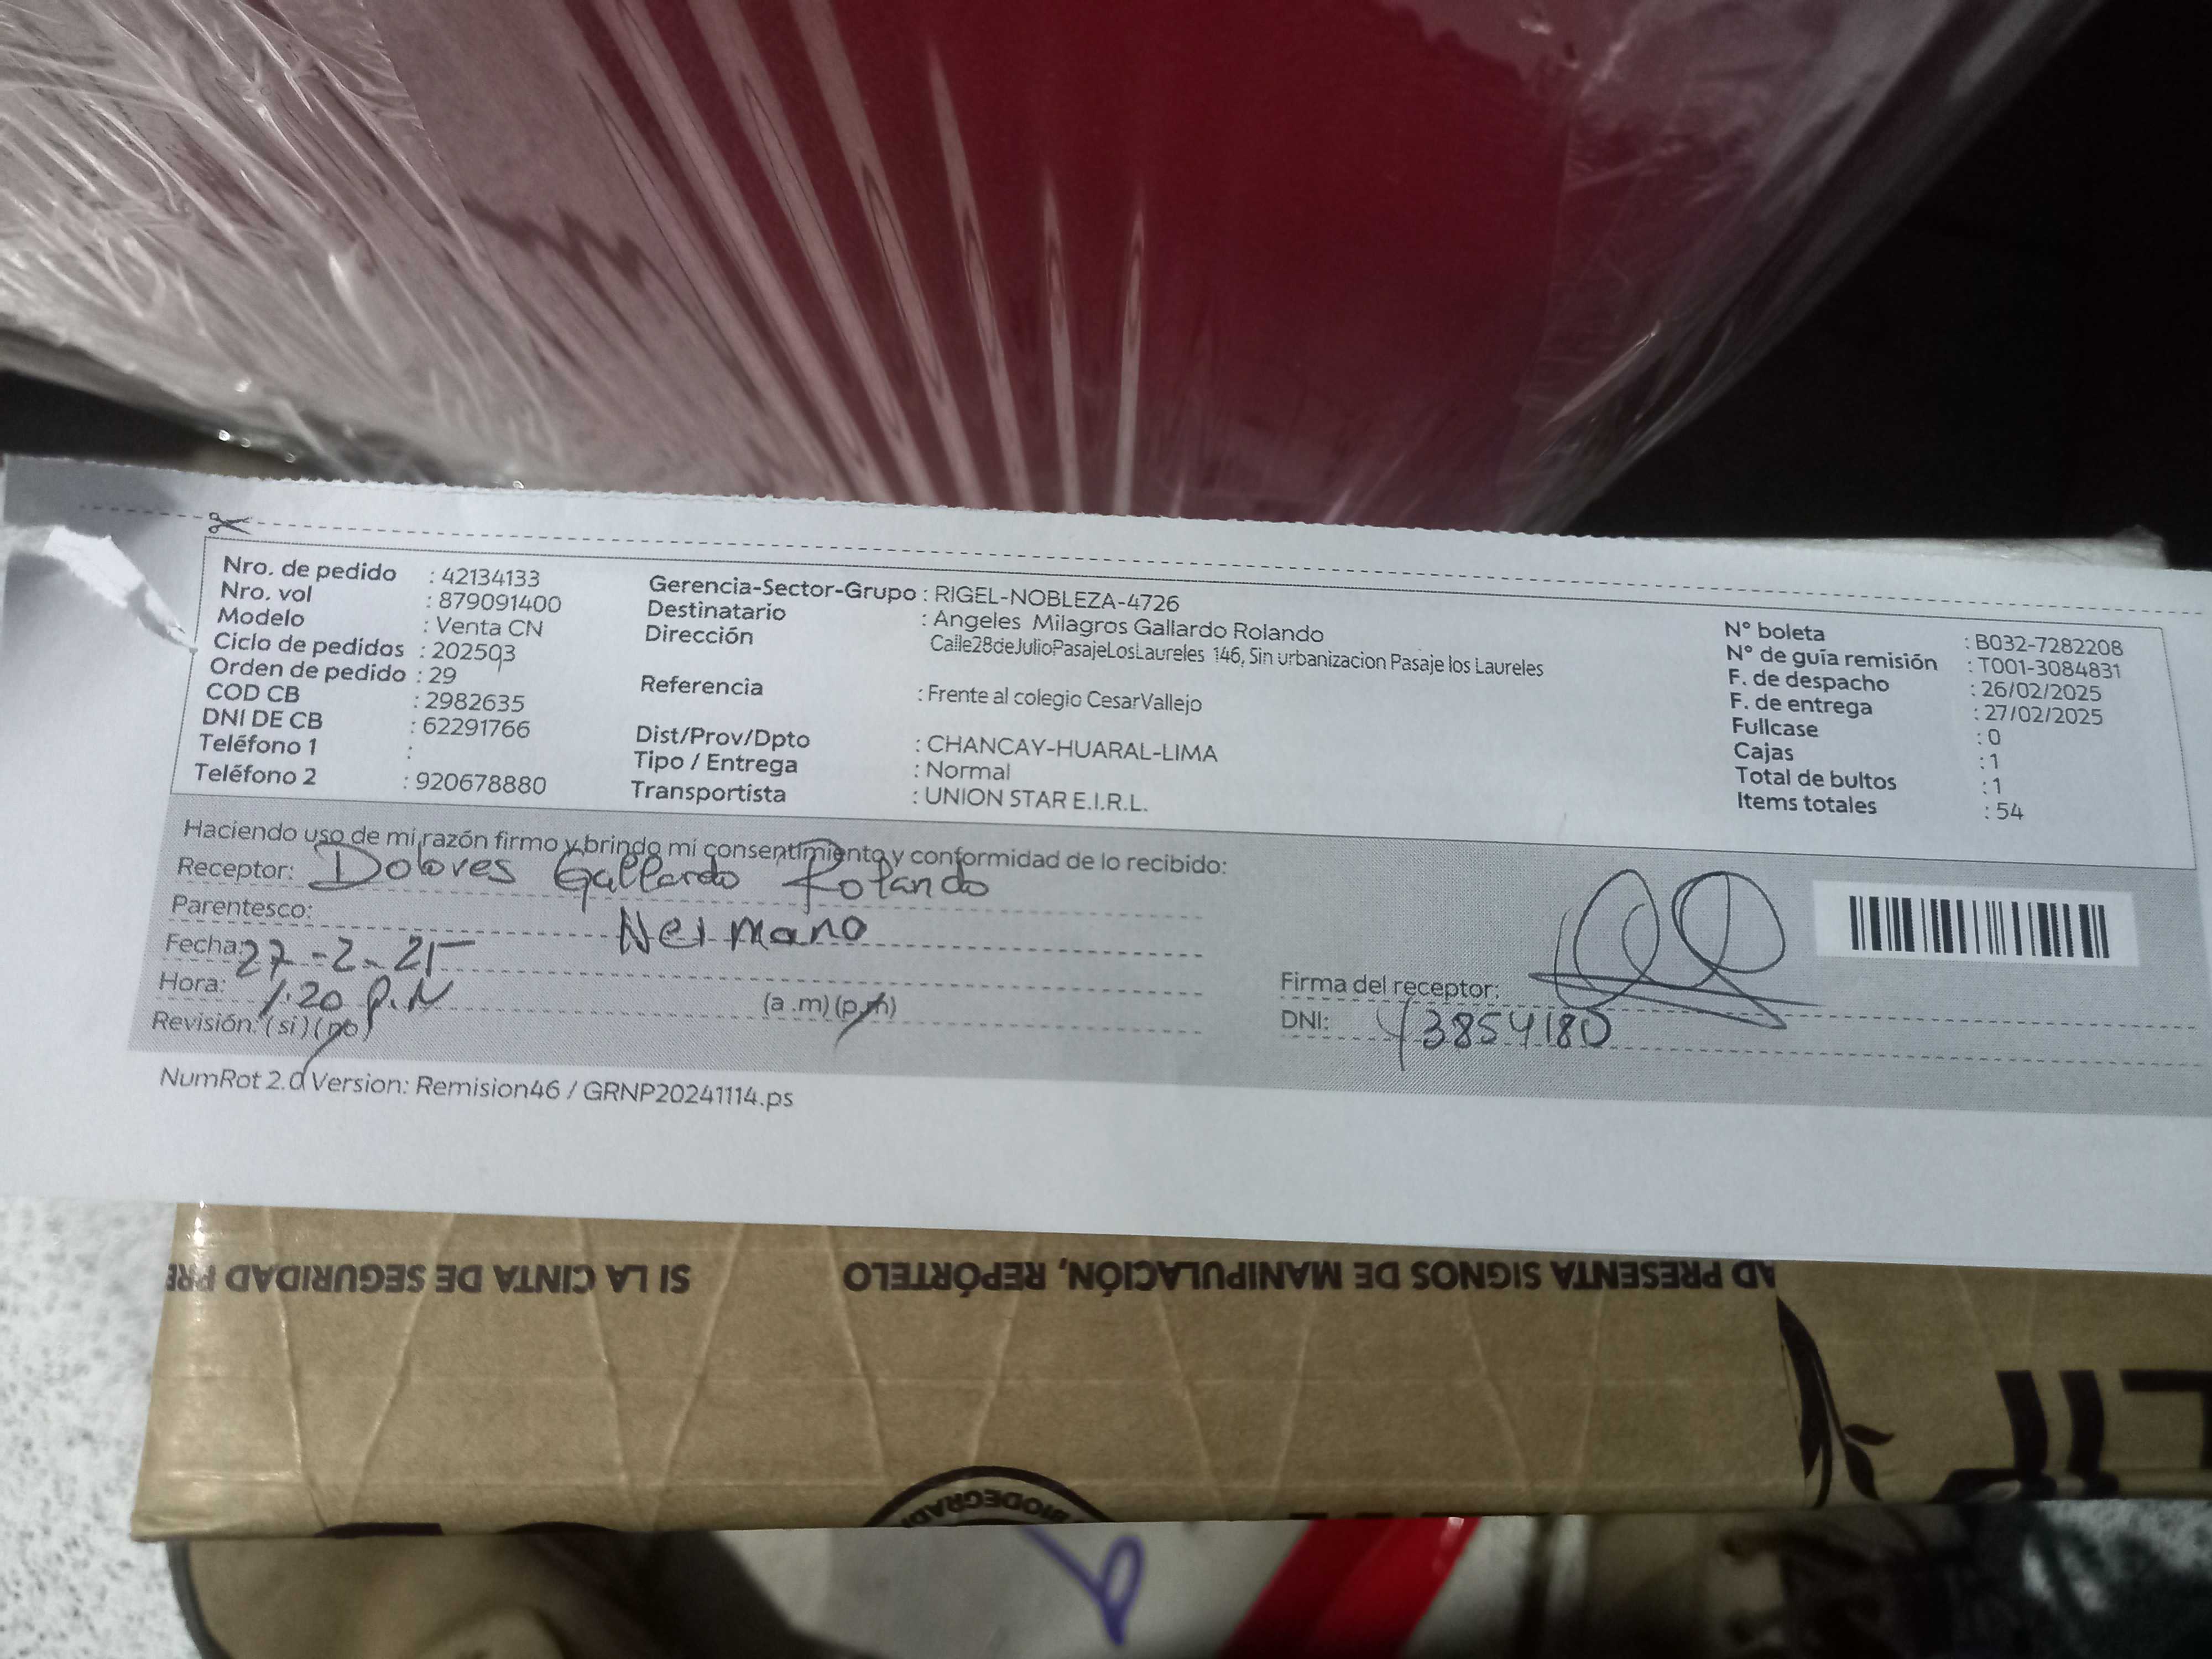 Nro. de pedido : 42134133
Nro. vol : 879091400
Modelo : Venta CN
Ciclo de pedidos : 202503
Orden de pedido : 29
COD CB : 2982635
DNI DE CB : 62291766
Teléfono 1 :
Teléfono 2 : 920678880
Gerencia-Sector-Grupo : RIGEL-NOBLEZA-4726
Destinatario : Angeles Milagros Gallardo Rolando
Dirección Calle28deJulioPasajeLosLaureles 146, Sin urbanizacion Pasaje los Laureles
Referencia : Frente al colegio CesarVallejo
Dist/Prov/Dpto : CHANCAY-HUARAL-LIMA
Tipo / Entrega : Normal
Transportista : UNION STAR E.I.R.L.
N° boleta : B032-7282208
N° de guía remisión : T001-3084831
F. de despacho : 26/02/2025
F. de entrega : 27/02/2025
Fullcase : 0
Cajas : 1
Total de bultos : 1
Items totales : 54
Haciendo uso de mi razón firmo y brindo mi consentimiento y conformidad de lo recibido:
Receptor: Dolores Gallardo Rolando
Parentesco: Hermano
Fecha: 27-2-25
Hora: 1:20 P.M (a .m) (p.m)
Revisión: (si) (no)
Firma del receptor:
DNI: 43854180
NumRot 2.0 Version: Remision46 / GRNP20241114.ps
AD PRESENTA SIGNOS DE MANIPULACIÓN, REPÓRTELO
SI LA CINTA DE SEGURIDAD PRE
BIODEGRAD